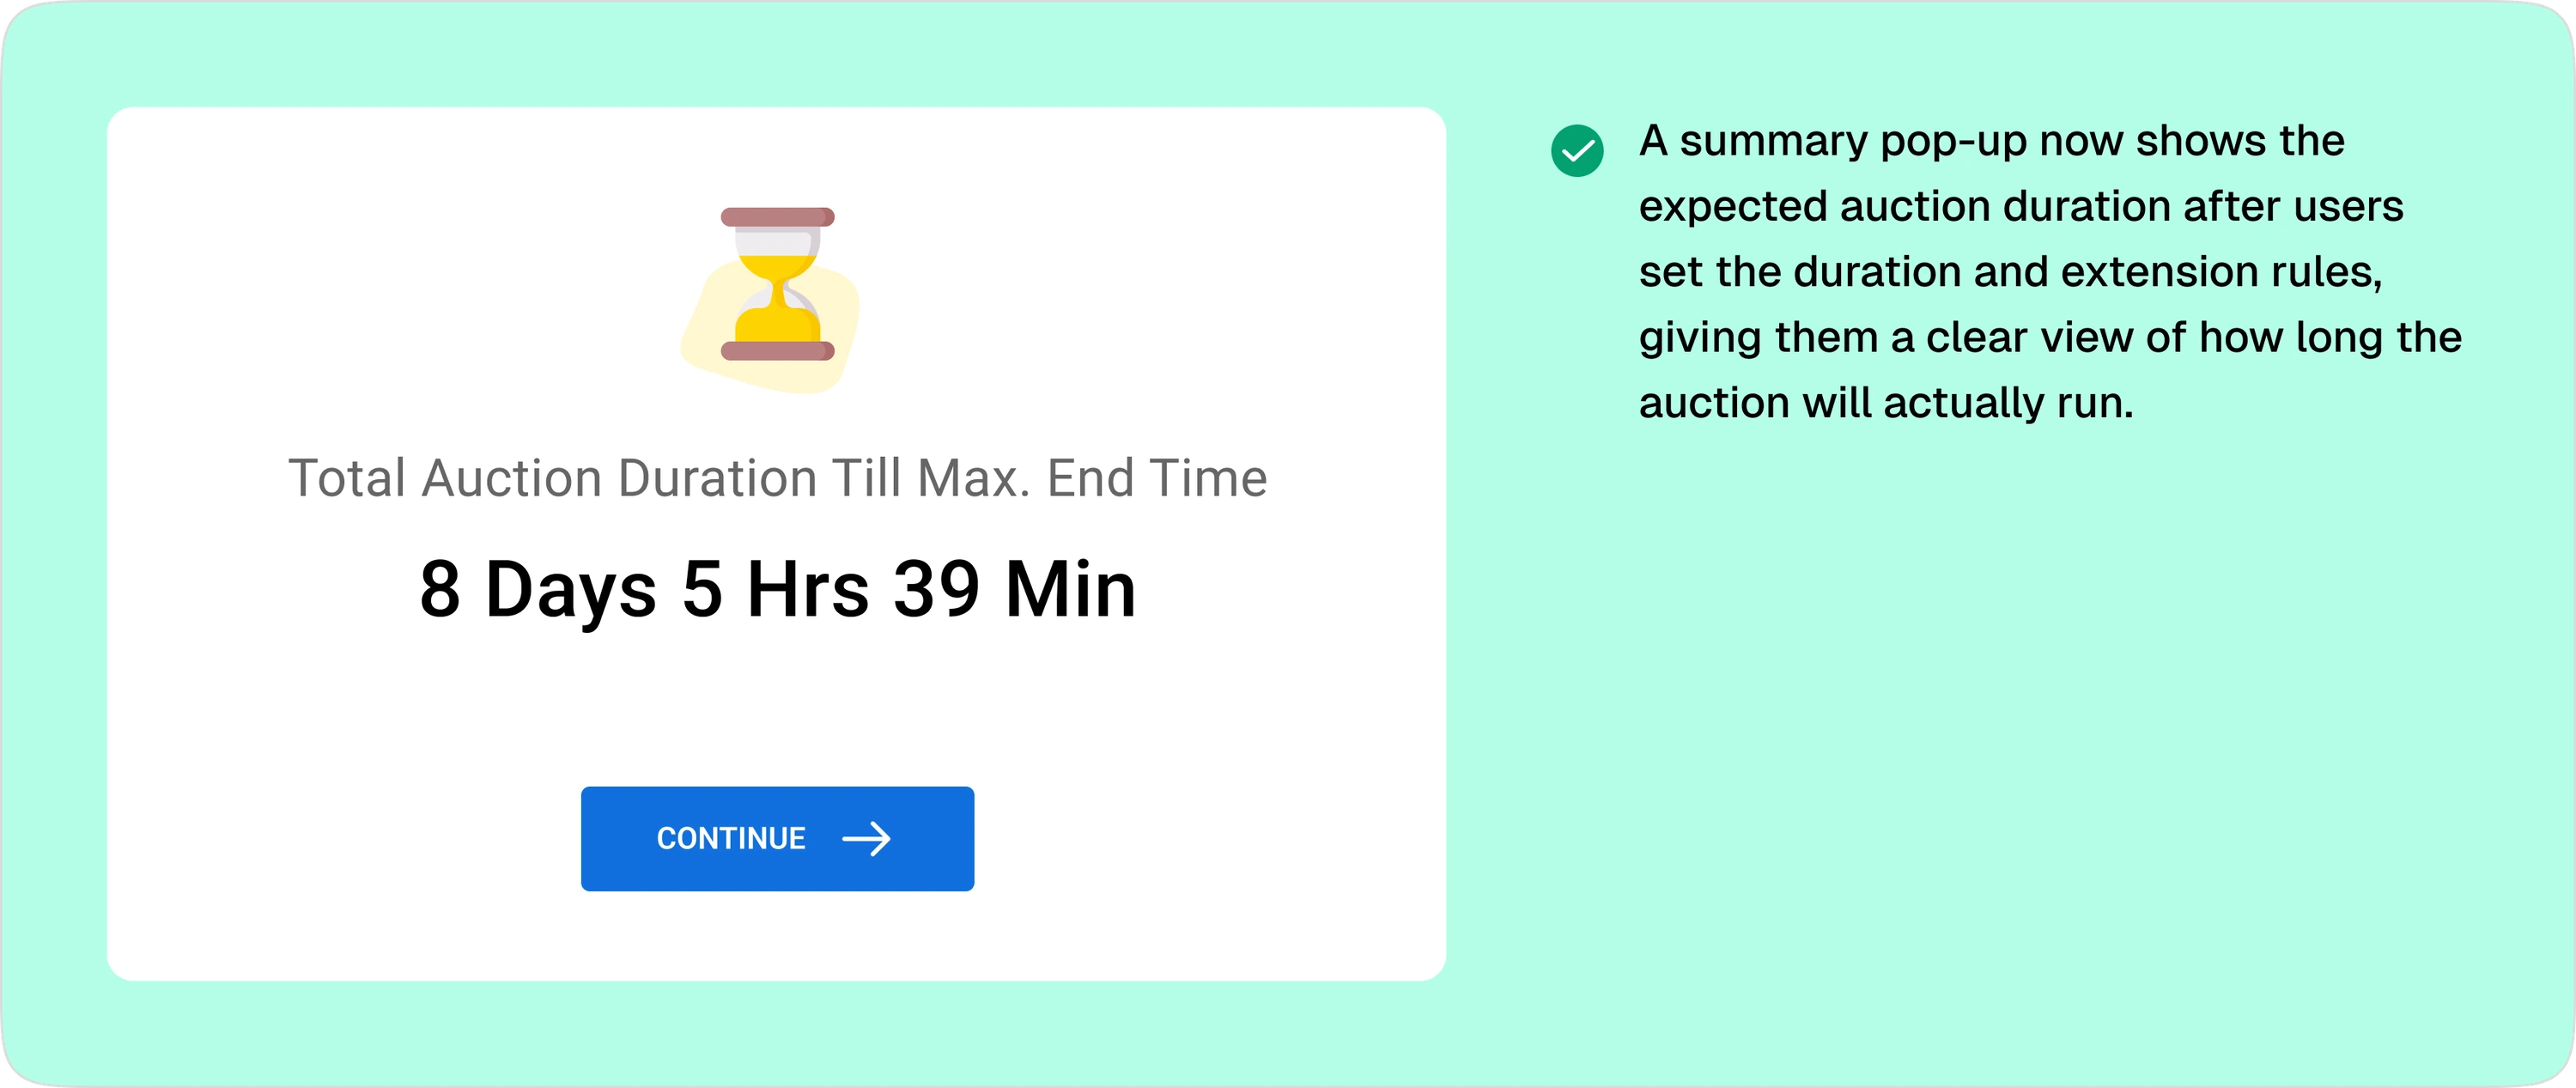 Total Auction Duration Till Max. End Time
8 Days 5 Hrs 39 Min
CONTINUE
A summary pop-up now shows the
expected auction duration after users
set the duration and extension rules,
giving them a clear view of how long the
auction will actually run.